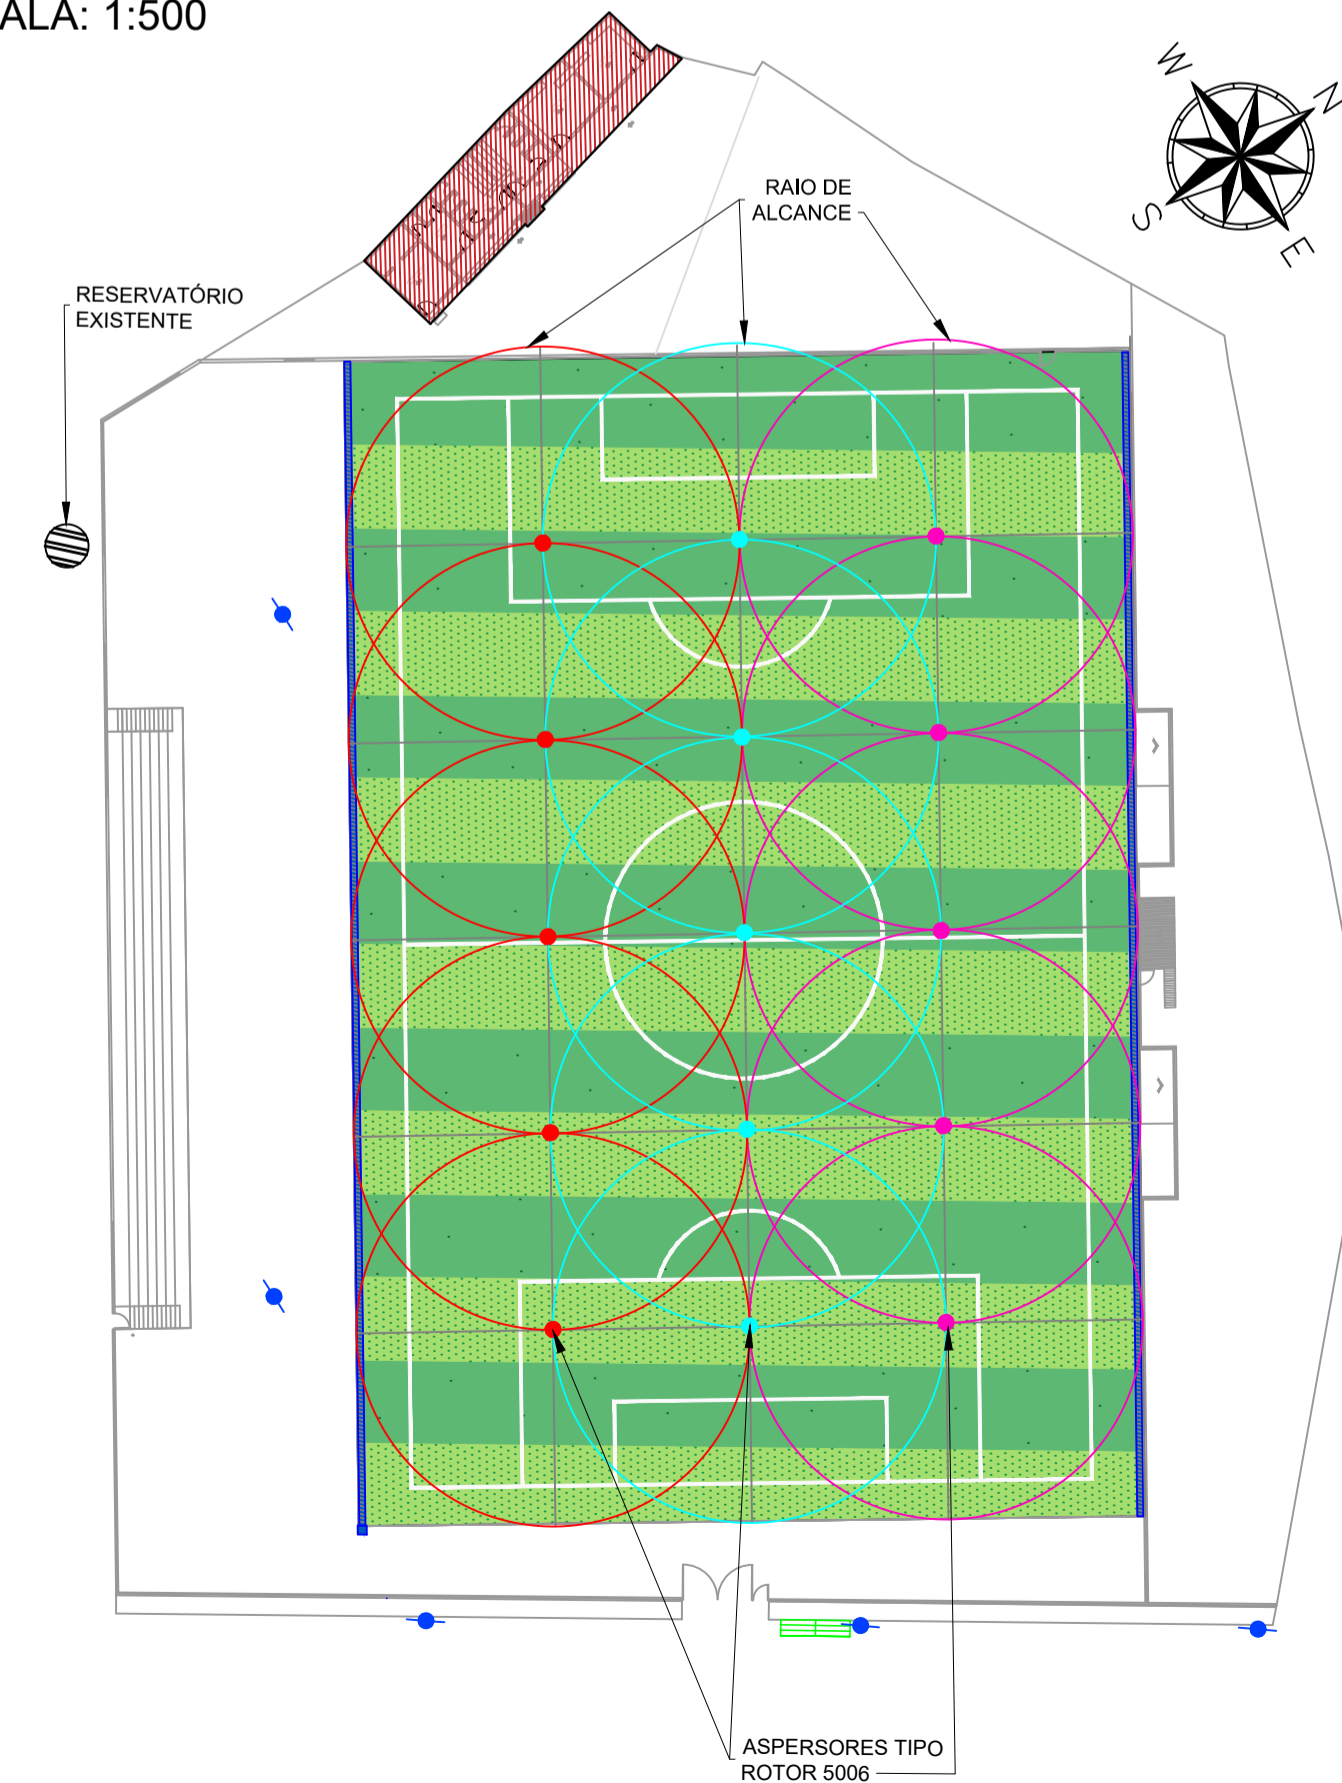 ALA: 1:500
W
N
S
E
RAIO DE
ALCANCE
RESERVATÓRIO
EXISTENTE
ASPERSORES TIPO
ROTOR 5006